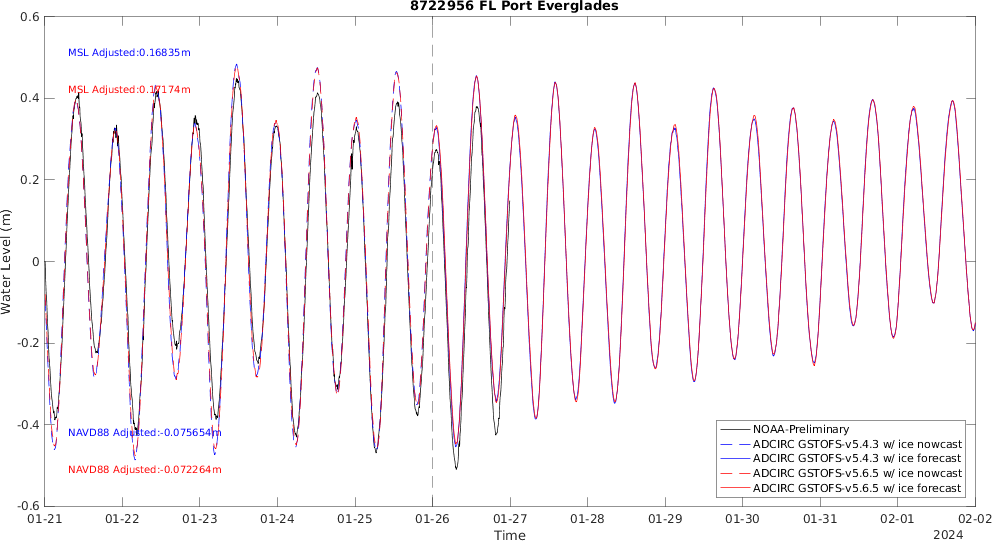 8722956 FL Port Everglades
0.6
MSL Adjusted:0.16835m
MSL Adjusted:0.17174m
0.4
0.2
0
-0.2
-0.4
-0.6
Water Level (m)
NAVD88 Adjusted:-0.075654m
NAVD88 Adjusted:-0.072264m
NOAA-Preliminary
ADCIRC GSTOFS-v5.4.3 w/ ice nowcast
ADCIRC GSTOFS-v5.4.3 w/ ice forecast
ADCIRC GSTOFS-v5.6.5 w/ ice nowcast
ADCIRC GSTOFS-v5.6.5 w/ ice forecast
01-21 01-22 01-23 01-24 01-25 01-26 01-27 01-28 01-29 01-30 01-31 02-01 02-02
Time
2024